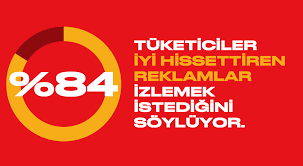 %84
TÜKETİCİLER
İYİ HİSSETTİREN
REKLAMLAR
İZLEMEK
İSTEDİĞİNİ
SÖYLÜYOR.